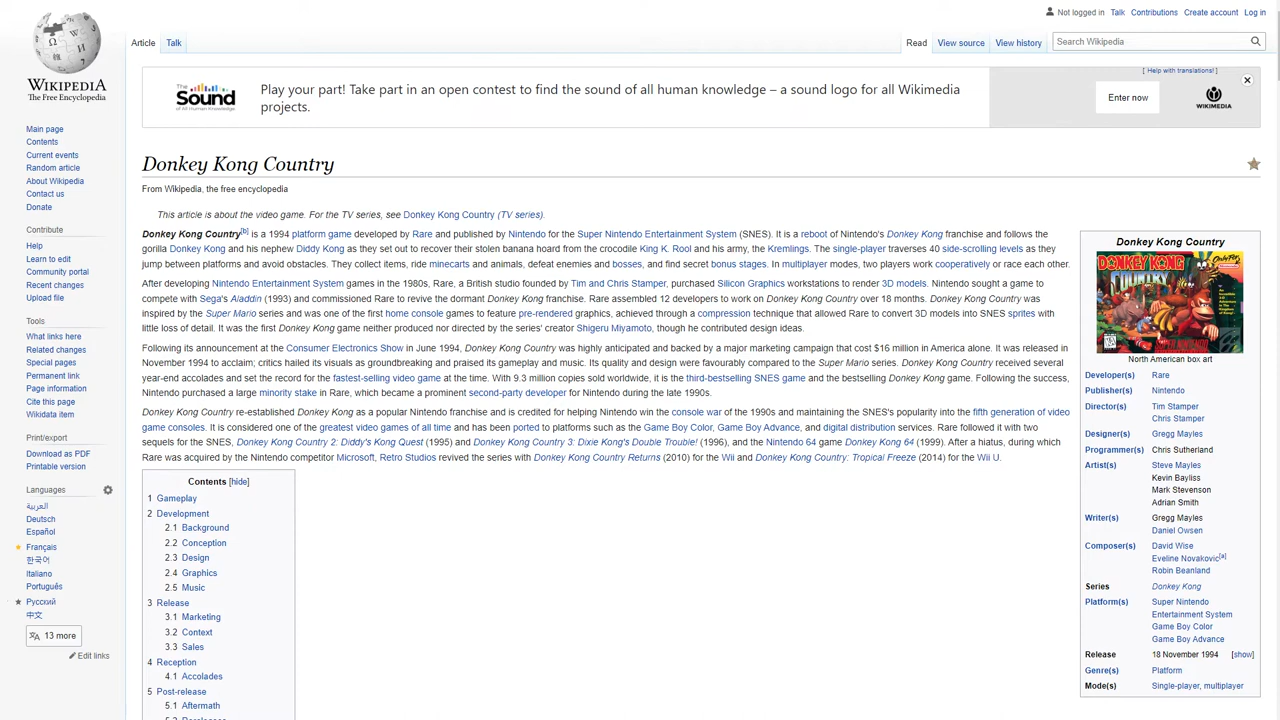 Not logged in Talk Contributions Create account Log in
Article Talk Read View source View history Search Wikipedia
WIKIPEDIA
The Free Encyclopedia
Main page
Contents
Current events
Random article
About Wikipedia
Contact us
Donate
Contribute
Help
Learn to edit
Community portal
Recent changes
Upload file
Tools
What links here
Related changes
Special pages
Permanent link
Page information
Cite this page
Wikidata item
Print/export
Download as PDF
Printable version
Languages
العربية
Deutsch
Español
Français
한국어
Italiano
Português
Русский
中文
13 more
Edit links
[ Help with translations! ]
The Sound
Of All Human Knowledge
Play your part! Take part in an open contest to find the sound of all human knowledge – a sound logo for all Wikimedia
projects.
Enter now
WIKIMEDIA
Donkey Kong Country
From Wikipedia, the free encyclopedia
This article is about the video game. For the TV series, see Donkey Kong Country (TV series).
Donkey Kong Country[b] is a 1994 platform game developed by Rare and published by Nintendo for the Super Nintendo Entertainment System (SNES). It is a reboot of Nintendo's Donkey Kong franchise and follows the
gorilla Donkey Kong and his nephew Diddy Kong as they set out to recover their stolen banana hoard from the crocodile King K. Rool and his army, the Kremlings. The single-player traverses 40 side-scrolling levels as they
jump between platforms and avoid obstacles. They collect items, ride minecarts and animals, defeat enemies and bosses, and find secret bonus stages. In multiplayer modes, two players work cooperatively or race each other.
After developing Nintendo Entertainment System games in the 1980s, Rare, a British studio founded by Tim and Chris Stamper, purchased Silicon Graphics workstations to render 3D models. Nintendo sought a game to
compete with Sega's Aladdin (1993) and commissioned Rare to revive the dormant Donkey Kong franchise. Rare assembled 12 developers to work on Donkey Kong Country over 18 months. Donkey Kong Country was
inspired by the Super Mario series and was one of the first home console games to feature pre-rendered graphics, achieved through a compression technique that allowed Rare to convert 3D models into SNES sprites with
little loss of detail. It was the first Donkey Kong game neither produced nor directed by the series' creator Shigeru Miyamoto, though he contributed design ideas.
Following its announcement at the Consumer Electronics Show in June 1994, Donkey Kong Country was highly anticipated and backed by a major marketing campaign that cost $16 million in America alone. It was released in
November 1994 to acclaim; critics hailed its visuals as groundbreaking and praised its gameplay and music. Its quality and design were favourably compared to the Super Mario series. Donkey Kong Country received several
year-end accolades and set the record for the fastest-selling video game at the time. With 9.3 million copies sold worldwide, it is the third-bestselling SNES game and the bestselling Donkey Kong game. Following the success,
Nintendo purchased a large minority stake in Rare, which became a prominent second-party developer for Nintendo during the late 1990s.
Donkey Kong Country re-established Donkey Kong as a popular Nintendo franchise and is credited for helping Nintendo win the console war of the 1990s and maintaining the SNES's popularity into the fifth generation of video
game consoles. It is considered one of the greatest video games of all time and has been ported to platforms such as the Game Boy Color, Game Boy Advance, and digital distribution services. Rare followed it with two
sequels for the SNES, Donkey Kong Country 2: Diddy's Kong Quest (1995) and Donkey Kong Country 3: Dixie Kong's Double Trouble! (1996), and the Nintendo 64 game Donkey Kong 64 (1999). After a hiatus, during which
Rare was acquired by the Nintendo competitor Microsoft, Retro Studios revived the series with Donkey Kong Country Returns (2010) for the Wii and Donkey Kong Country: Tropical Freeze (2014) for the Wii U.
Contents [hide]
1 Gameplay
2 Development
2.1 Background
2.2 Conception
2.3 Design
2.4 Graphics
2.5 Music
3 Release
3.1 Marketing
3.2 Context
3.3 Sales
4 Reception
4.1 Accolades
5 Post-release
5.1 Aftermath
Donkey Kong Country
DONKEY KONG
COUNTRY
North American box art
Developer(s) Rare
Publisher(s) Nintendo
Director(s) Tim Stamper
Chris Stamper
Designer(s) Gregg Mayles
Programmer(s) Chris Sutherland
Artist(s) Steve Mayles
Kevin Bayliss
Mark Stevenson
Adrian Smith
Writer(s) Gregg Mayles
Daniel Owsen
Composer(s) David Wise
Eveline Novakovic[a]
Robin Beanland
Series Donkey Kong
Platform(s) Super Nintendo
Entertainment System
Game Boy Color
Game Boy Advance
Release 18 November 1994 [show]
Genre(s) Platform
Mode(s) Single-player, multiplayer